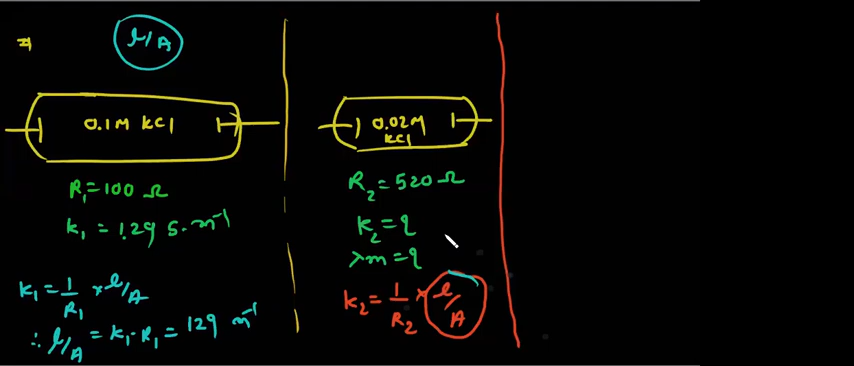 ⇒ l/A
0.1M KCl
R₁=100 Ω
k₁ = 1.29 S.m⁻¹
k₁ = 1/R₁ × l/A
∴ l/A = k₁·R₁ = 129 m⁻¹
0.02M
KCl
R₂=520 Ω
k₂ = ?
λm = ?
k₂ = 1/R₂ × l/A